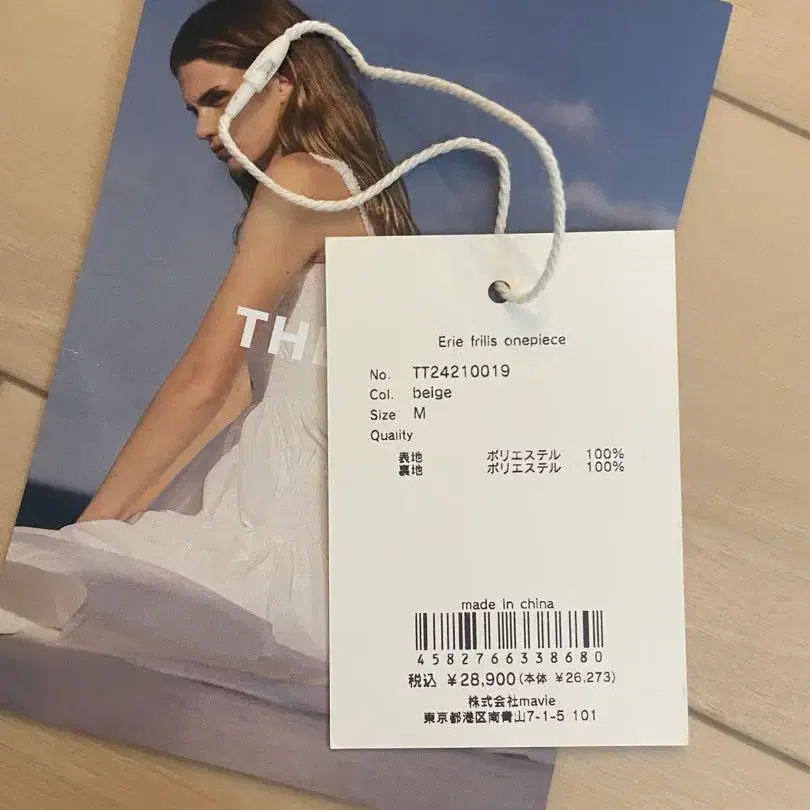 THE
Erie frills onepiece
No. TT24210019
Col. beige
Size M
Quality
表地 ポリエステル 100%
裏地 ポリエステル 100%
made in china
4582766338680
税込 ¥28,900(本体 ¥26,273)
株式会社mavie
東京都港区南青山7-1-5 101